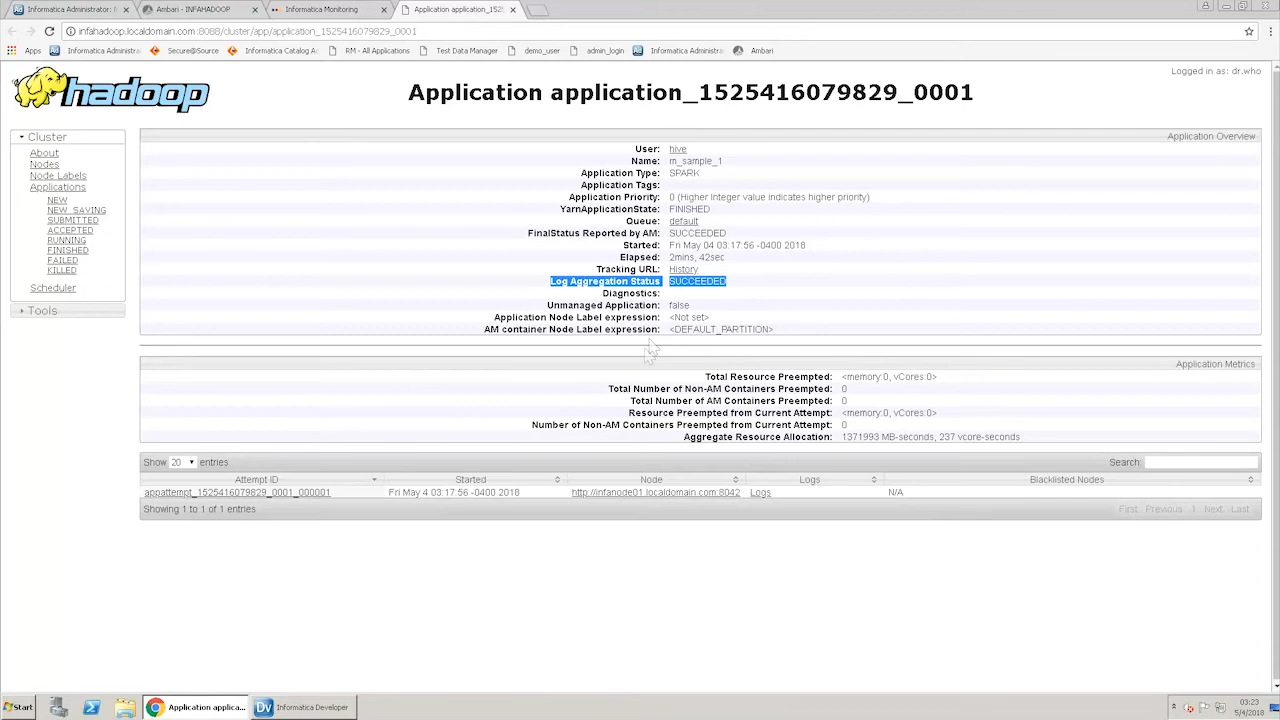 Informatica Administrator: /
Ambari - INFAHADOOP
Informatica Monitoring
Application application_152
infahadoop.localdomain.com:8088/cluster/app/application_1525416079829_0001
Apps Informatica Administra Secure@Source Informatica Catalog Ac RM - All Applications Test Data Manager demo_user admin_login Informatica Administra Ambari
Logged in as: dr.who
hadoop
Application application_1525416079829_0001
Cluster
About
Nodes
Node Labels
Applications
NEW
NEW_SAVING
SUBMITTED
ACCEPTED
RUNNING
FINISHED
FAILED
KILLED
Scheduler
Tools
Application Overview
User: hive
Name: m_sample_1
Application Type: SPARK
Application Tags:
Application Priority: 0 (Higher Integer value indicates higher priority)
YarnApplicationState: FINISHED
Queue: default
FinalStatus Reported by AM: SUCCEEDED
Started: Fri May 04 03:17:56 -0400 2018
Elapsed: 2mins, 42sec
Tracking URL: History
Log Aggregation Status SUCCEEDED
Diagnostics:
Unmanaged Application: false
Application Node Label expression: <Not set>
AM container Node Label expression: <DEFAULT_PARTITION>
Application Metrics
Total Resource Preempted: <memory:0, vCores:0>
Total Number of Non-AM Containers Preempted: 0
Total Number of AM Containers Preempted: 0
Resource Preempted from Current Attempt: <memory:0, vCores:0>
Number of Non-AM Containers Preempted from Current Attempt: 0
Aggregate Resource Allocation: 1371993 MB-seconds, 237 vcore-seconds
Show 20 entries Search:
Attempt ID Started Node Logs Blacklisted Nodes
appattempt_1525416079829_0001_000001 Fri May 4 03:17:56 -0400 2018 http://infanode01.localdomain.com:8042 Logs N/A
Showing 1 to 1 of 1 entries First Previous 1 Next Last
Start Application applica... Dv Informatica Developer 03:23
5/4/2018